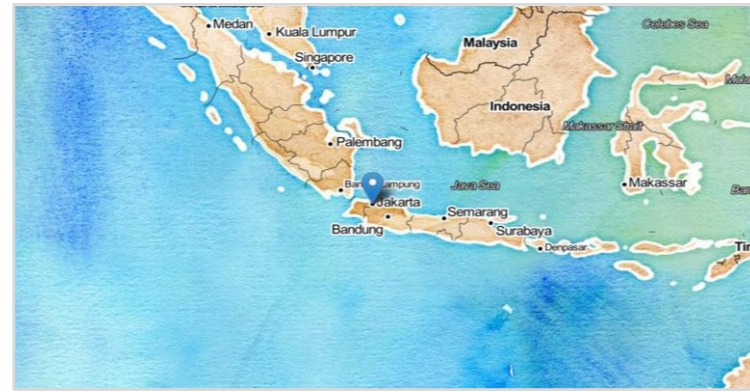 Medan
Kuala Lumpur
Singapore
Malaysia
Celebes Sea
Indonesia
Makassar Strait
Palembang
Java Sea
Makassar
Jakarta
Semarang
Bandung
Surabaya
Denpasar